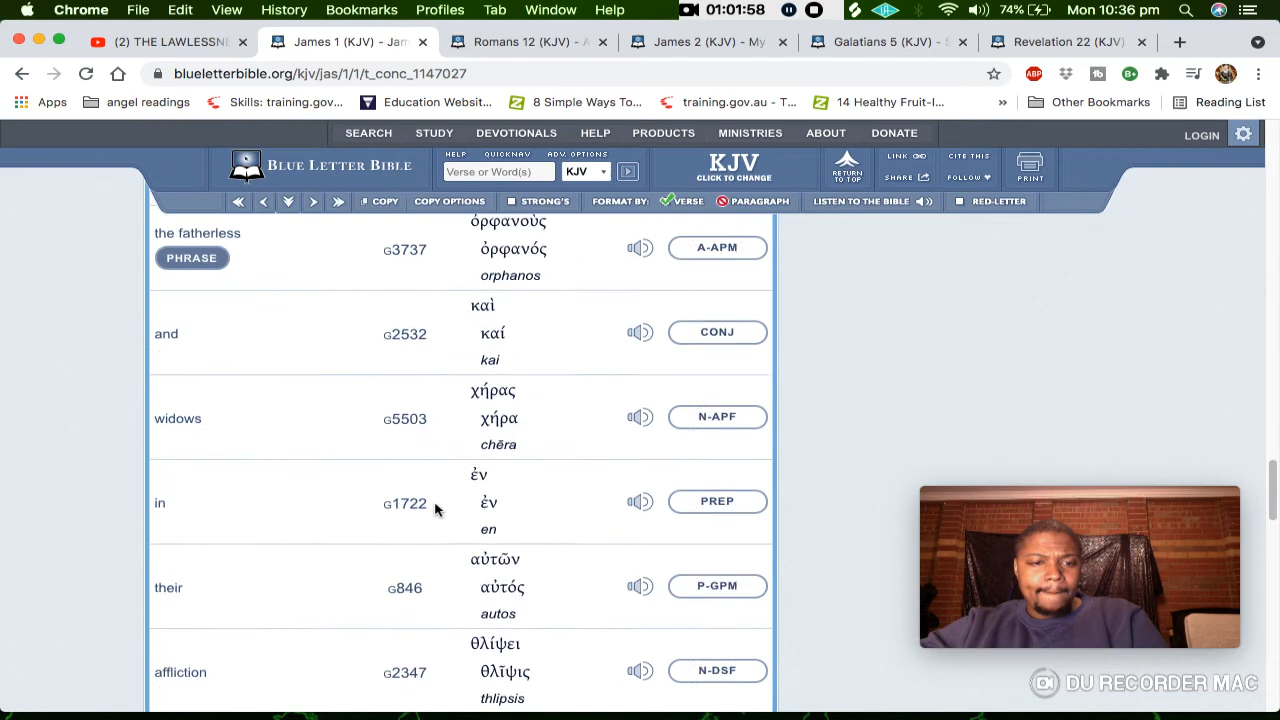 Chrome File Edit View History Bookmarks Profiles Tab Window Help 01:01:58 74% Mon 10:36 pm
(2) THE LAWLESSNE James 1 (KJV) - Jam Romans 12 (KJV) - A James 2 (KJV) - My Galatians 5 (KJV) - S Revelation 22 (KJV)
blueletterbible.org/kjv/jas/1/1/t_conc_1147027 ABP
Apps angel readings Skills: training.gov... Education Websit... 8 Simple Ways To... training.gov.au - T... 14 Healthy Fruit-I... » Other Bookmarks Reading List
SEARCH STUDY DEVOTIONALS HELP PRODUCTS MINISTRIES ABOUT DONATE LOGIN
BLUE LETTER BIBLE
HELP QUICKNAV ADV. OPTIONS
Verse or Word(s) KJV
KJV
CLICK TO CHANGE
RETURN
TO TOP
LINK CITE THIS
SHARE FOLLOW
PRINT
COPY COPY OPTIONS STRONG'S FORMAT BY: VERSE PARAGRAPH LISTEN TO THE BIBLE RED-LETTER
ὀρφανοὺς
the fatherless G3737 ὀρφανός A-APM
PHRASE
orphanos
καὶ
and G2532 καί CONJ
kai
χήρας
widows G5503 χήρα N-APF
chēra
ἐν
in G1722 ἐν PREP
en
αὐτῶν
their G846 αὐτός P-GPM
autos
θλίψει
affliction G2347 θλῖψις N-DSF
thlipsis
DU RECORDER MAC